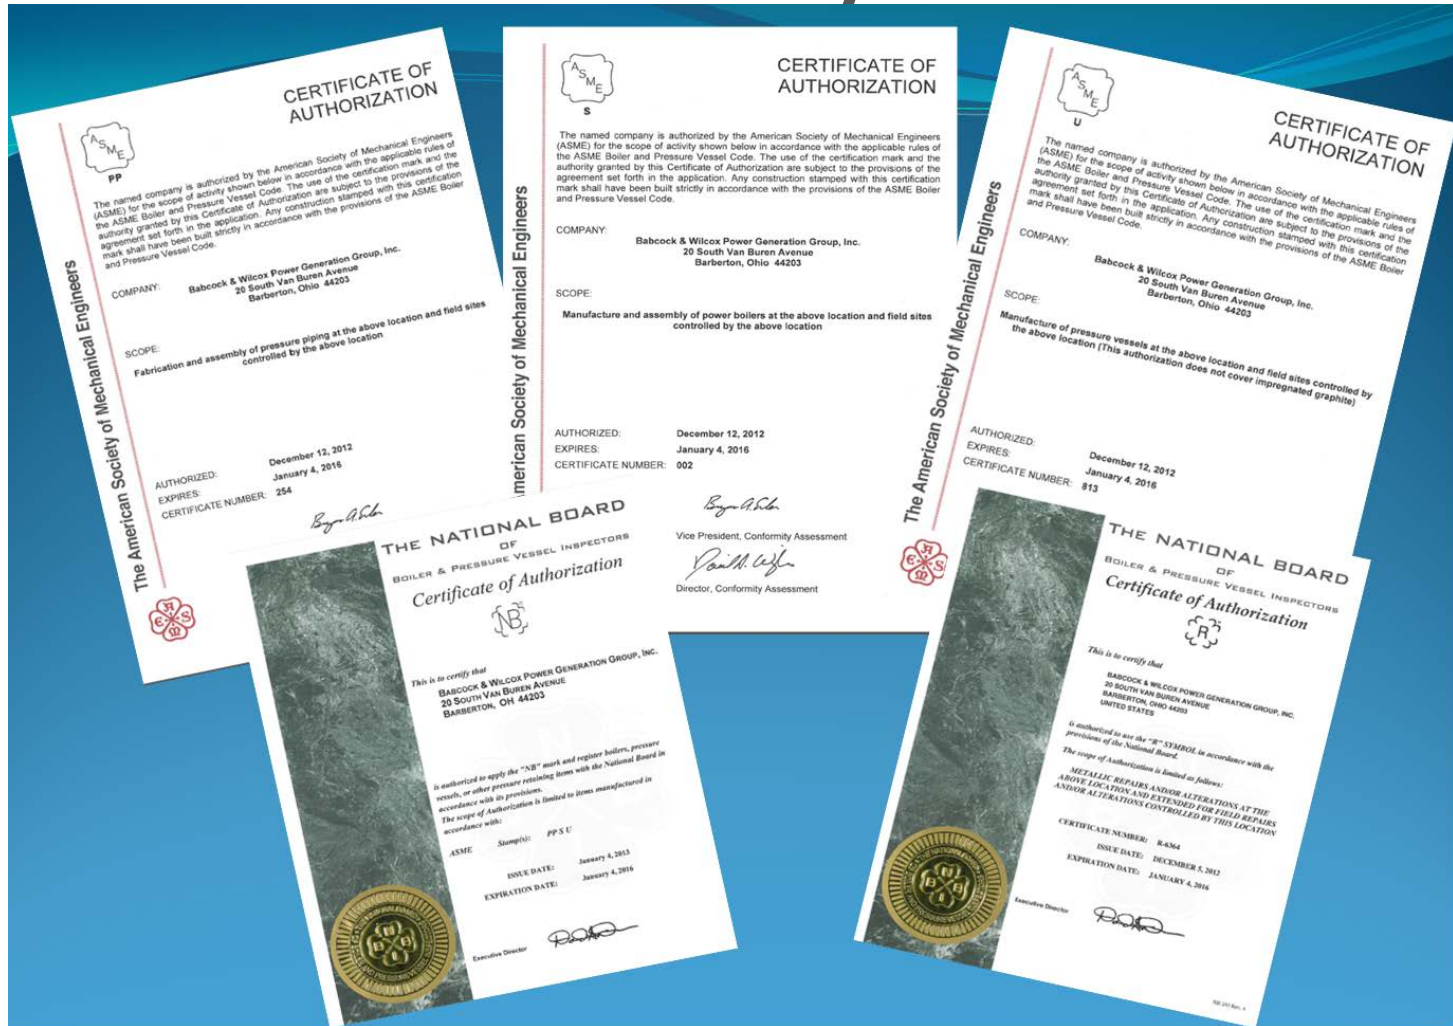 ASME
PP
CERTIFICATE OF
AUTHORIZATION
The named company is authorized by the American Society of Mechanical Engineers
(ASME) for the scope of activity shown below in accordance with the applicable rules of
the ASME Boiler and Pressure Vessel Code. The use of the certification mark and the
authority granted by this Certificate of Authorization are subject to the provisions of the
agreement set forth in the application. Any construction stamped with this certification
mark shall have been built strictly in accordance with the provisions of the ASME Boiler
and Pressure Vessel Code.
COMPANY:
Babcock & Wilcox Power Generation Group, Inc.
20 South Van Buren Avenue
Barberton, Ohio 44203
SCOPE:
Fabrication and assembly of pressure piping at the above location and field sites
controlled by the above location
AUTHORIZED: December 12, 2012
EXPIRES: January 4, 2016
CERTIFICATE NUMBER: 254
The American Society of Mechanical Engineers
ASME
ASME
S
CERTIFICATE OF
AUTHORIZATION
The named company is authorized by the American Society of Mechanical Engineers
(ASME) for the scope of activity shown below in accordance with the applicable rules of
the ASME Boiler and Pressure Vessel Code. The use of the certification mark and the
authority granted by this Certificate of Authorization are subject to the provisions of the
agreement set forth in the application. Any construction stamped with this certification
mark shall have been built strictly in accordance with the provisions of the ASME Boiler
and Pressure Vessel Code.
COMPANY:
Babcock & Wilcox Power Generation Group, Inc.
20 South Van Buren Avenue
Barberton, Ohio 44203
SCOPE:
Manufacture and assembly of power boilers at the above location and field sites
controlled by the above location
AUTHORIZED: December 12, 2012
EXPIRES: January 4, 2016
CERTIFICATE NUMBER: 002
Vice President, Conformity Assessment
Director, Conformity Assessment
merican Society of Mechanical Engineers
ASME
U
CERTIFICATE OF
AUTHORIZATION
The named company is authorized by the American Society of Mechanical Engineers
(ASME) for the scope of activity shown below in accordance with the applicable rules of
the ASME Boiler and Pressure Vessel Code. The use of the certification mark and the
authority granted by this Certificate of Authorization are subject to the provisions of the
agreement set forth in the application. Any construction stamped with this certification
mark shall have been built strictly in accordance with the provisions of the ASME Boiler
and Pressure Vessel Code.
COMPANY:
Babcock & Wilcox Power Generation Group, Inc.
20 South Van Buren Avenue
Barberton, Ohio 44203
SCOPE:
Manufacture of pressure vessels at the above location and field sites controlled by
the above location (This authorization does not cover impregnated graphite)
AUTHORIZED: December 12, 2012
EXPIRES: January 4, 2016
CERTIFICATE NUMBER: 813
The American Society of Mechanical Engineers
ASME
THE NATIONAL BOARD
OF
BOILER & PRESSURE VESSEL INSPECTORS
Certificate of Authorization
NB
This is to certify that
BABCOCK & WILCOX POWER GENERATION GROUP, INC.
20 SOUTH VAN BUREN AVENUE
BARBERTON, OH 44203
is authorized to apply the "NB" mark and register boilers, pressure
vessels, or other pressure retaining items with the National Board in
accordance with its provisions.
The scope of Authorization is limited to items manufactured in
accordance with:
ASME Stamp(s): PP S U
ISSUE DATE: January 4, 2013
EXPIRATION DATE: January 4, 2016
Executive Director
THE NATIONAL BOARD
OF
BOILER & PRESSURE VESSEL INSPECTORS
Certificate of Authorization
R
This is to certify that
BABCOCK & WILCOX POWER GENERATION GROUP, INC.
20 SOUTH VAN BUREN AVENUE
BARBERTON, OHIO 44203
UNITED STATES
is authorized to use the "R" SYMBOL in accordance with the
provisions of the National Board.
The scope of Authorization is limited as follows:
METALLIC REPAIRS AND/OR ALTERATIONS AT THE
ABOVE LOCATION AND EXTENDED FOR FIELD REPAIRS
AND/OR ALTERATIONS CONTROLLED BY THIS LOCATION
CERTIFICATE NUMBER: R-6364
ISSUE DATE: DECEMBER 5, 2012
EXPIRATION DATE: JANUARY 4, 2016
Executive Director